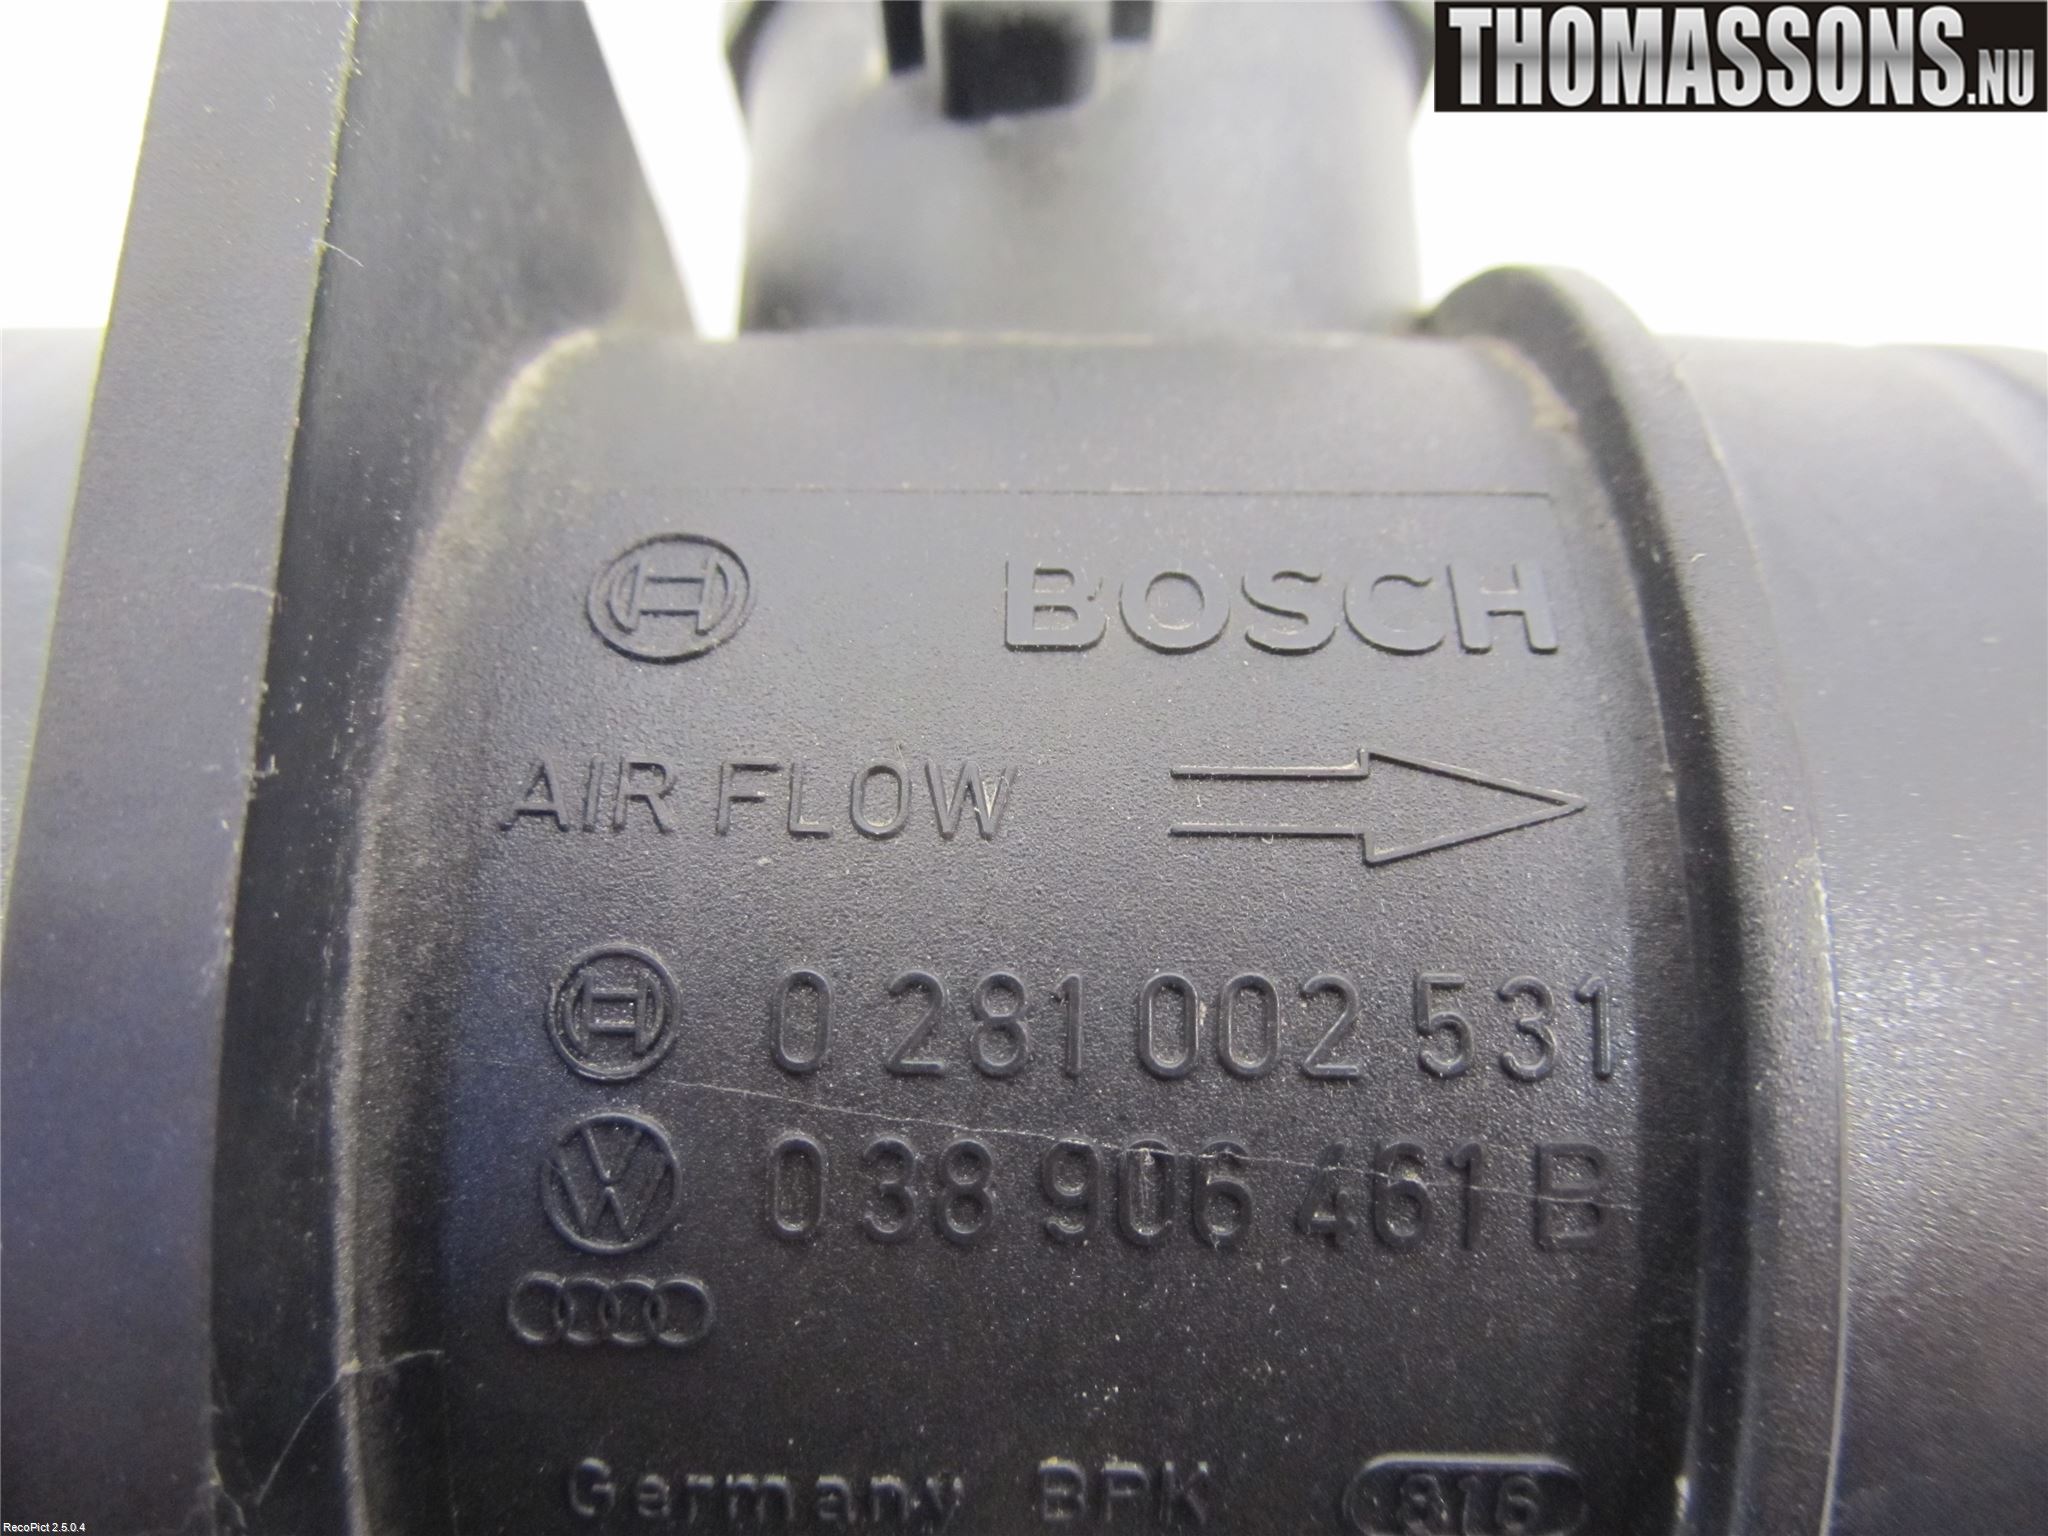 THOMASSONS.NU
BOSCH
AIR FLOW
0 281 002 531
038 906 461 B
Germany BPK 816
RecoPict 2.5.0.4